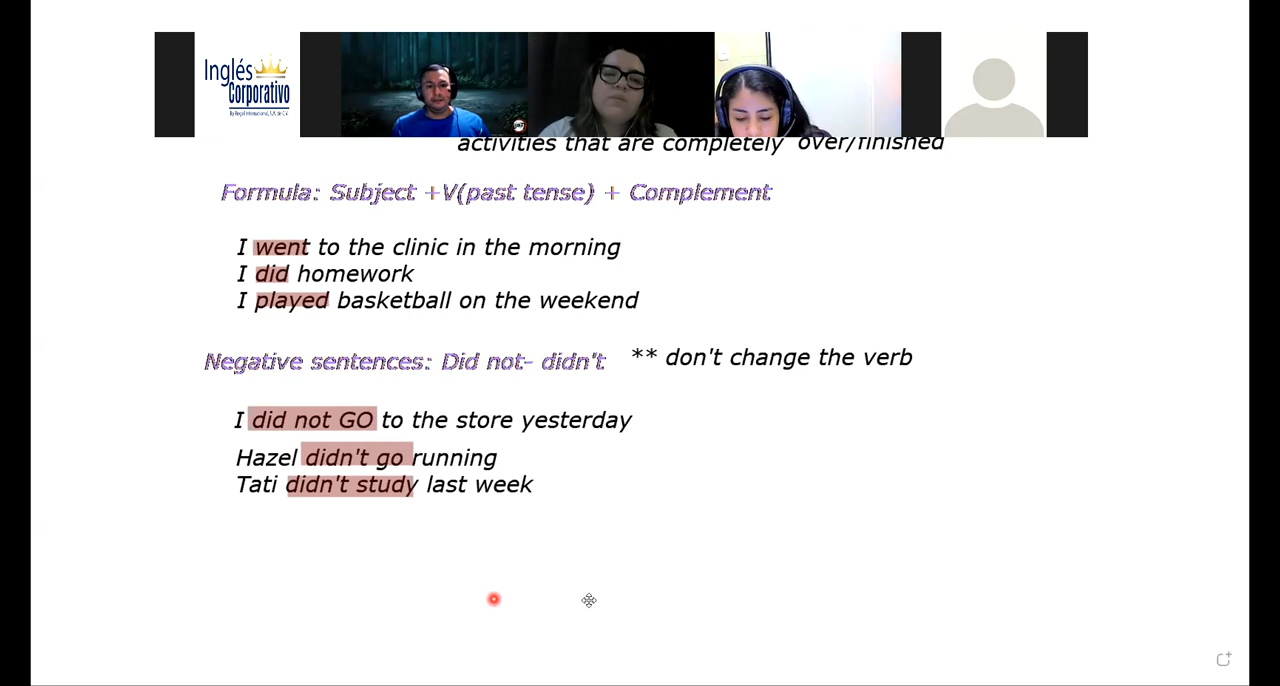 Inglés
Corporativo
activities that are completely over/finished
Formula: Subject +V(past tense) + Complement
I went to the clinic in the morning
I did homework
I played basketball on the weekend
Negative sentences: Did not- didn't ** don't change the verb
I did not GO to the store yesterday
Hazel didn't go running
Tati didn't study last week